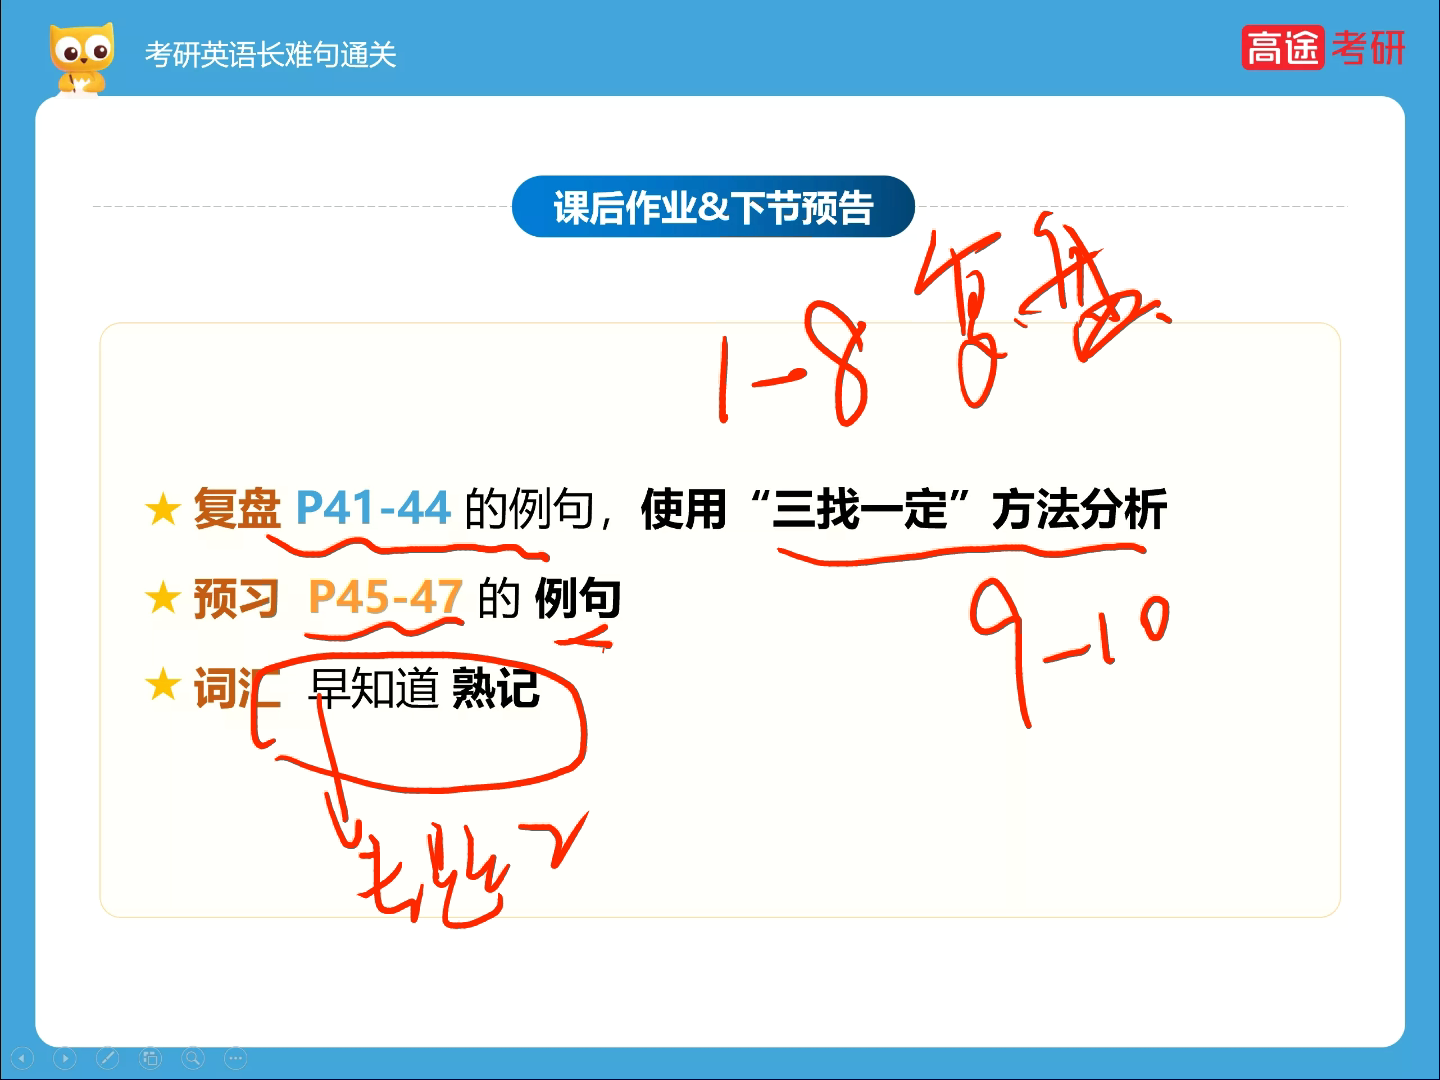 考研英语长难句通关
高途考研
课后作业&下节预告
1-8 复盘
★ 复盘 P41-44 的例句，使用“三找一定”方法分析
★ 预习 P45-47 的 例句
9-10
★ 词汇 早知道 熟记